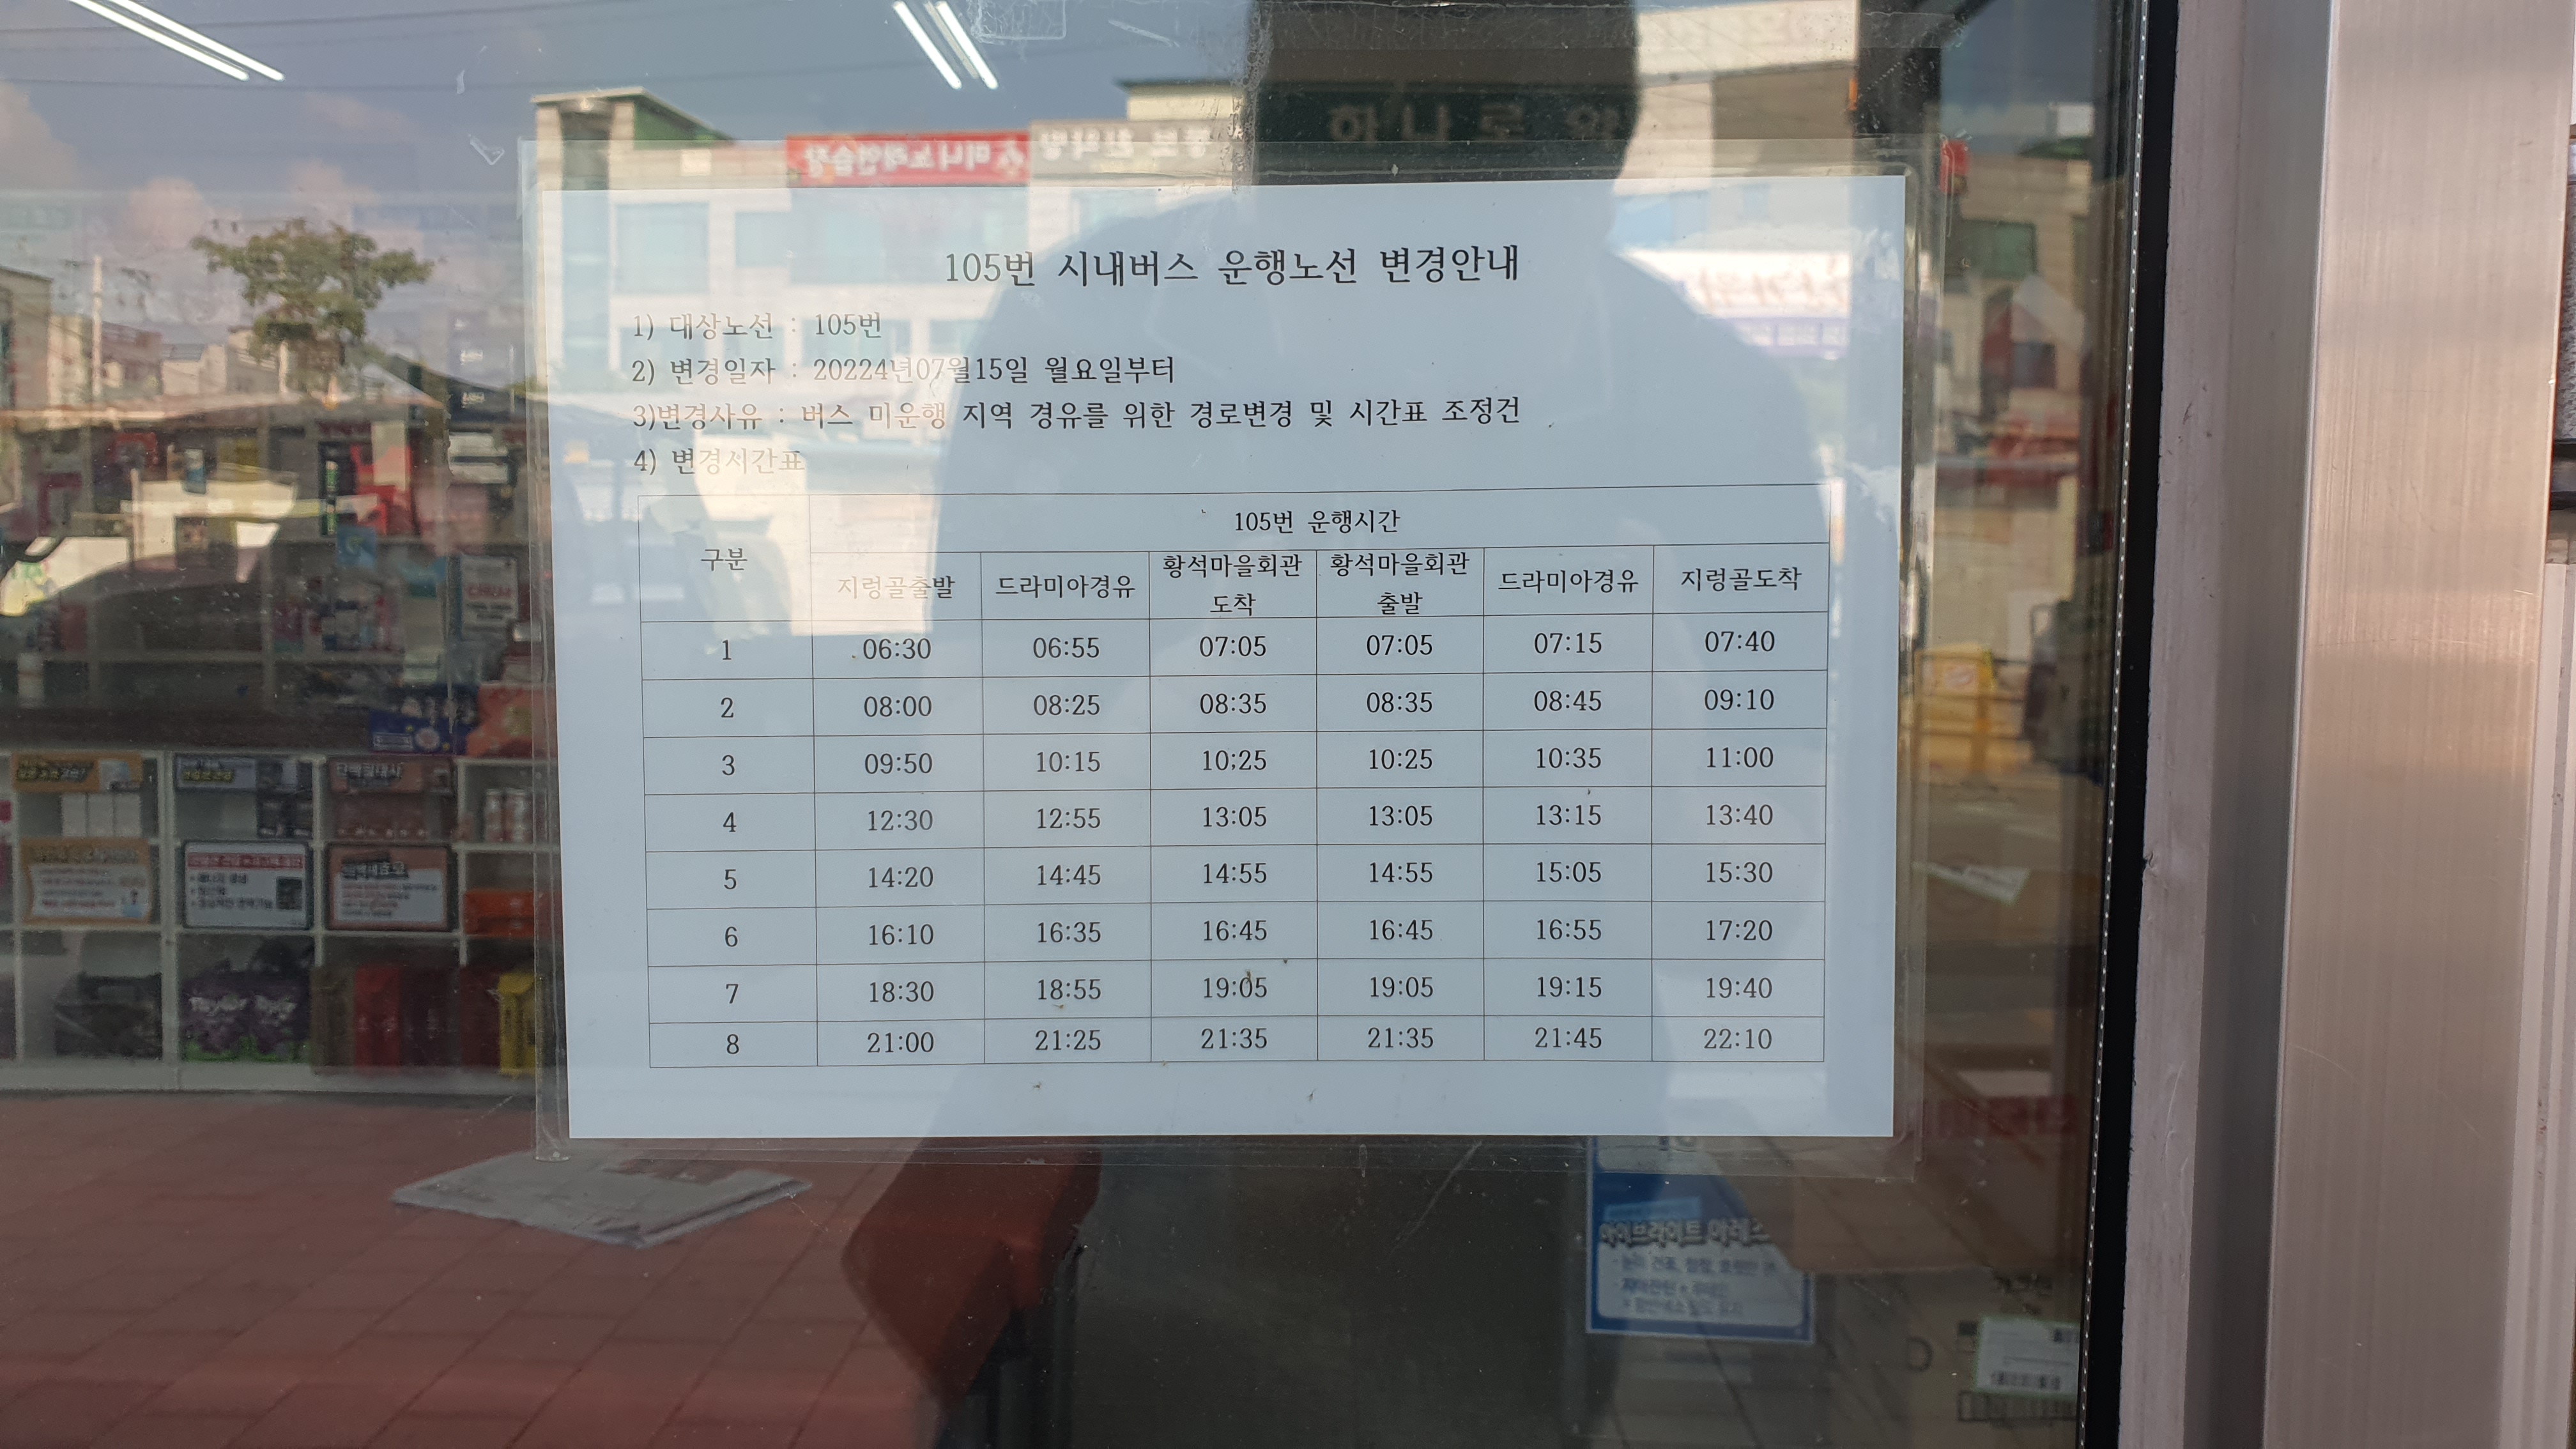 105번 시내버스 운행노선 변경안내
1) 대상노선 : 105번
2) 변경일자 : 20224년07월15일 월요일부터
3)변경사유 : 버스 미운행 지역 경유를 위한 경로변경 및 시간표 조정건
4) 변경시간표
구분 105번 운행시간
지렁골출발 드라미아경유 황석마을회관 도착 황석마을회관 출발 드라미아경유 지렁골도착
1 06:30 06:55 07:05 07:05 07:15 07:40
2 08:00 08:25 08:35 08:35 08:45 09:10
3 09:50 10:15 10;25 10:25 10:35 11:00
4 12:30 12:55 13:05 13:05 13:15 13:40
5 14:20 14:45 14:55 14:55 15:05 15:30
6 16:10 16:35 16:45 16:45 16:55 17:20
7 18:30 18:55 19:05 19:05 19:15 19:40
8 21:00 21:25 21:35 21:35 21:45 22:10
미니노래연습장
하나로